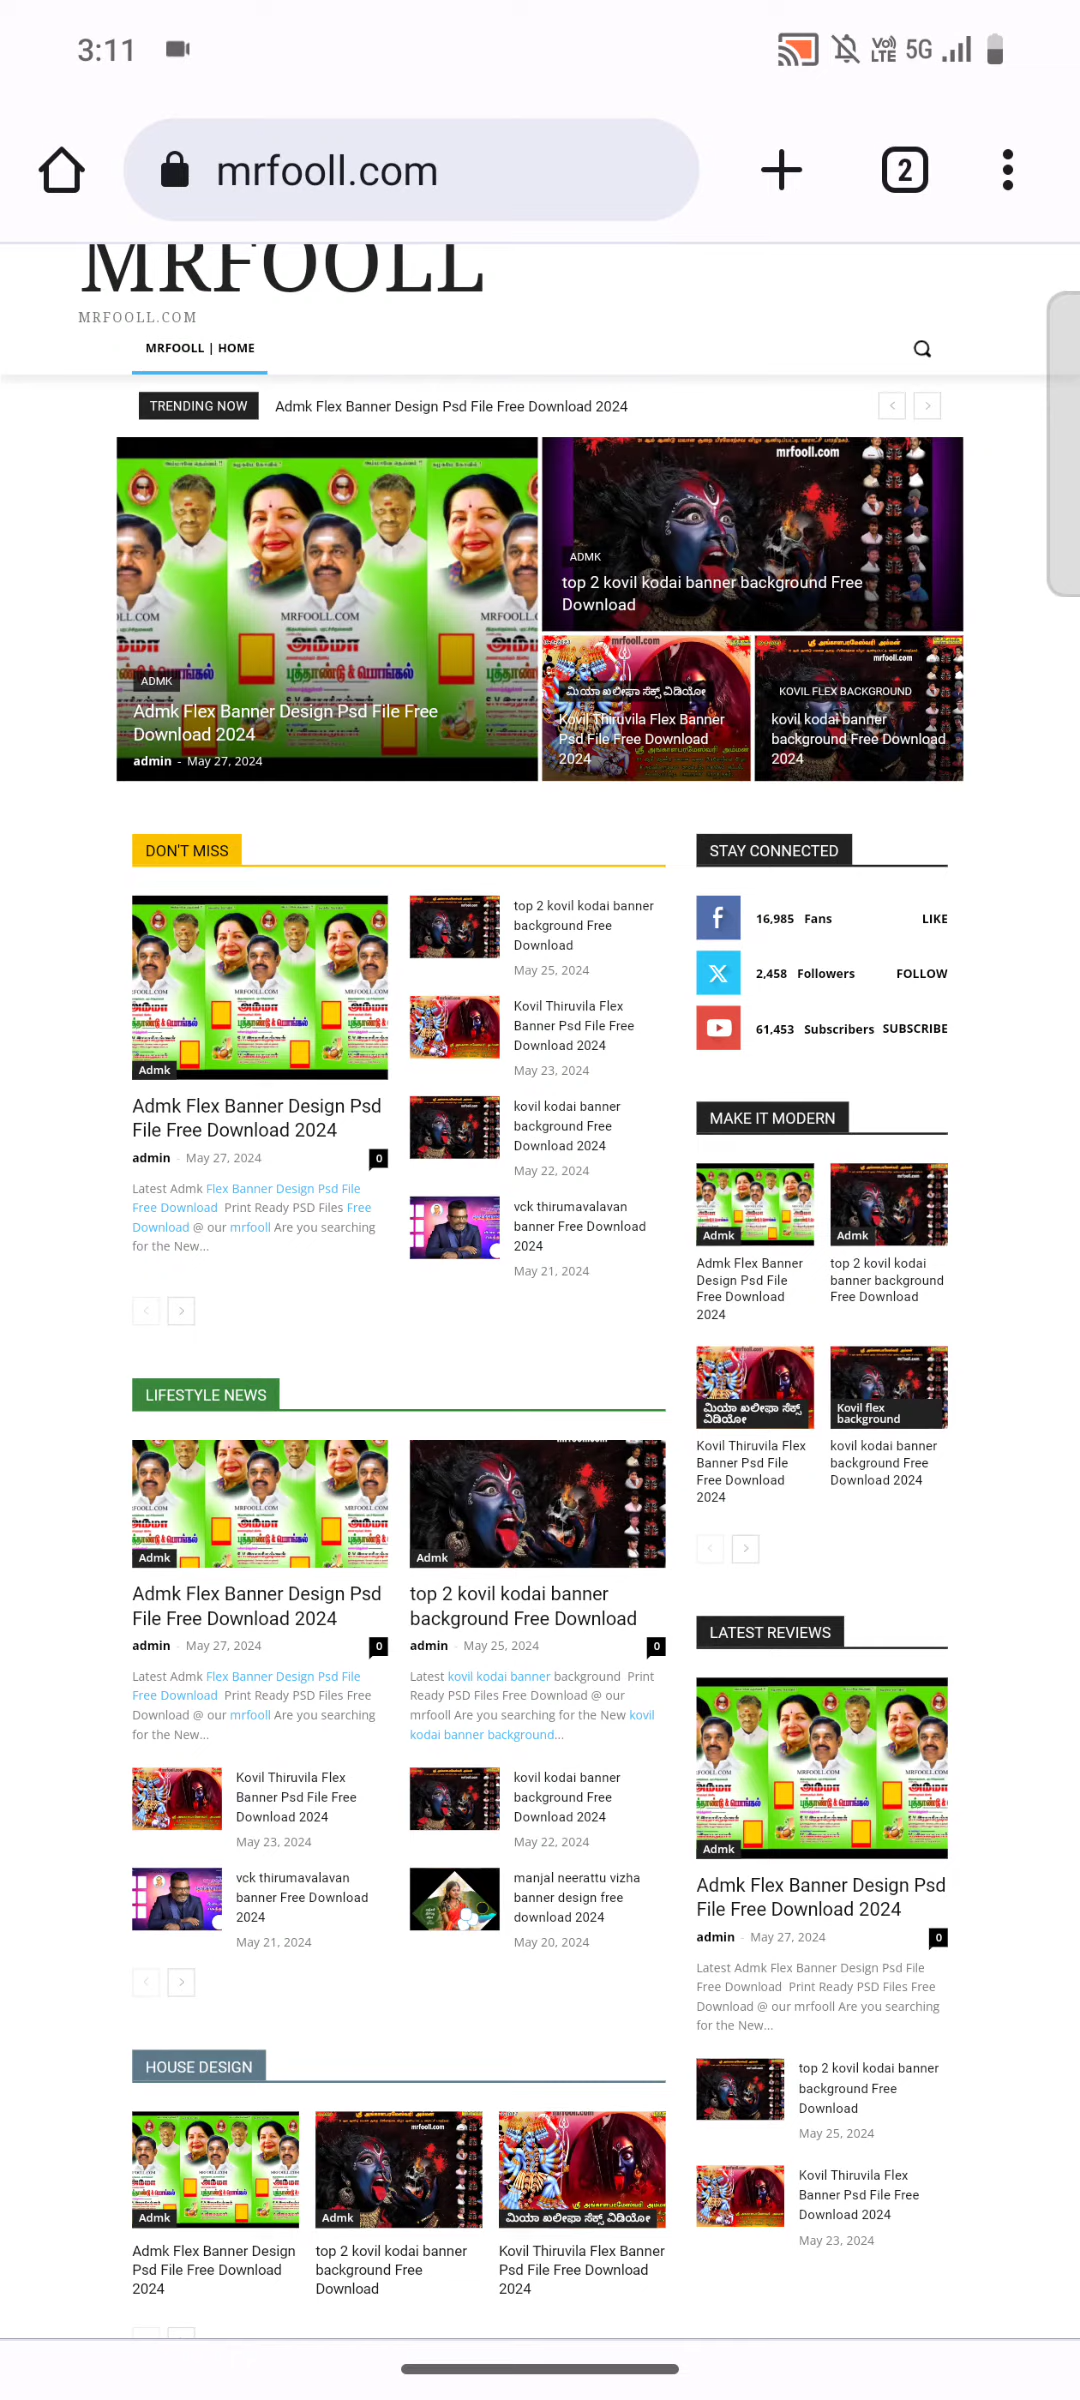 3:11
Vo) LTE 5G
mrfooll.com
2
MRFOOLL
MRFOOLL.COM
MRFOOLL | HOME
TRENDING NOW Admk Flex Banner Design Psd File Free Download 2024
MRFOOLL.COM
அம்மா
புத்தாண்டு & பொங்கல்
ADMK
Admk Flex Banner Design Psd File Free
Download 2024
admin - May 27, 2024
mrfooll.com
ADMK
top 2 kovil kodai banner background Free
Download
mrfooll.com
Kovil Thiruvila Flex Banner
Psd File Free Download
2024
mrfooll.com
KOVIL FLEX BACKGROUND
kovil kodai banner
background Free Download
2024
DON'T MISS
Admk
Admk Flex Banner Design Psd
File Free Download 2024
admin - May 27, 2024 0
Latest Admk Flex Banner Design Psd File
Free Download Print Ready PSD Files Free
Download @ our mrfooll Are you searching
for the New...
top 2 kovil kodai banner
background Free
Download
May 25, 2024
Kovil Thiruvila Flex
Banner Psd File Free
Download 2024
May 23, 2024
kovil kodai banner
background Free
Download 2024
May 22, 2024
vck thirumavalavan
banner Free Download
2024
May 21, 2024
STAY CONNECTED
16,985 Fans LIKE
2,458 Followers FOLLOW
61,453 Subscribers SUBSCRIBE
MAKE IT MODERN
Admk
Admk Flex Banner
Design Psd File
Free Download
2024
Admk
top 2 kovil kodai
banner background
Free Download
Kovil Thiruvila Flex
Banner Psd File
Free Download
2024
Kovil flex
background
kovil kodai banner
background Free
Download 2024
LIFESTYLE NEWS
Admk
Admk Flex Banner Design Psd
File Free Download 2024
admin - May 27, 2024 0
Latest Admk Flex Banner Design Psd File
Free Download Print Ready PSD Files Free
Download @ our mrfooll Are you searching
for the New...
Admk
top 2 kovil kodai banner
background Free Download
admin - May 25, 2024 0
Latest kovil kodai banner background Print
Ready PSD Files Free Download @ our
mrfooll Are you searching for the New kovil
kodai banner background...
Kovil Thiruvila Flex
Banner Psd File Free
Download 2024
May 23, 2024
kovil kodai banner
background Free
Download 2024
May 22, 2024
vck thirumavalavan
banner Free Download
2024
May 21, 2024
manjal neerattu vizha
banner design free
download 2024
May 20, 2024
LATEST REVIEWS
Admk
Admk Flex Banner Design Psd
File Free Download 2024
admin - May 27, 2024 0
Latest Admk Flex Banner Design Psd File
Free Download Print Ready PSD Files Free
Download @ our mrfooll Are you searching
for the New...
top 2 kovil kodai banner
background Free
Download
May 25, 2024
Kovil Thiruvila Flex
Banner Psd File Free
Download 2024
May 23, 2024
HOUSE DESIGN
Admk
Admk Flex Banner Design
Psd File Free Download
2024
mrfooll.com
Admk
top 2 kovil kodai banner
background Free
Download
Kovil Thiruvila Flex Banner
Psd File Free Download
2024